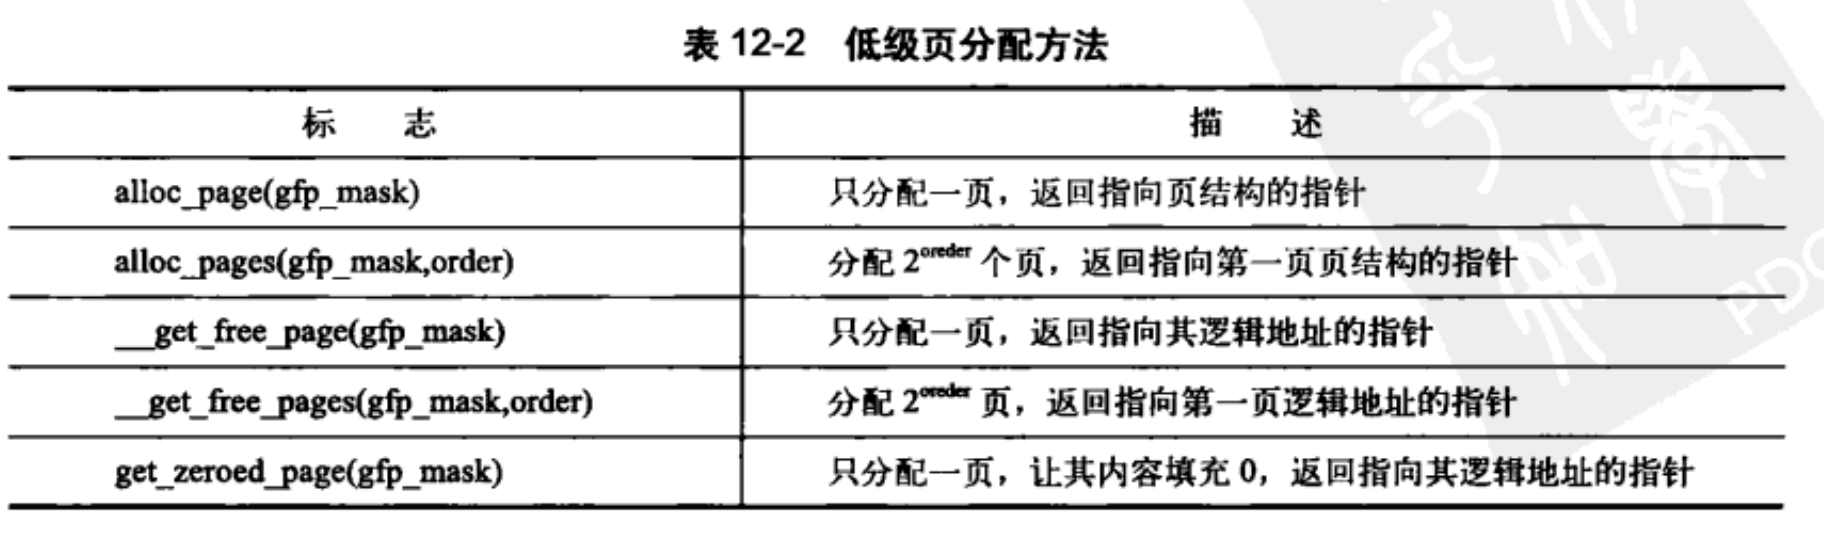 表 12-2 低级页分配方法
标 志 描 述
alloc_page(gfp_mask) 只分配一页，返回指向页结构的指针
alloc_pages(gfp_mask,order) 分配 2^oreder 个页，返回指向第一页页结构的指针
__get_free_page(gfp_mask) 只分配一页，返回指向其逻辑地址的指针
__get_free_pages(gfp_mask,order) 分配 2^oreder 页，返回指向第一页逻辑地址的指针
get_zeroed_page(gfp_mask) 只分配一页，让其内容填充 0，返回指向其逻辑地址的指针